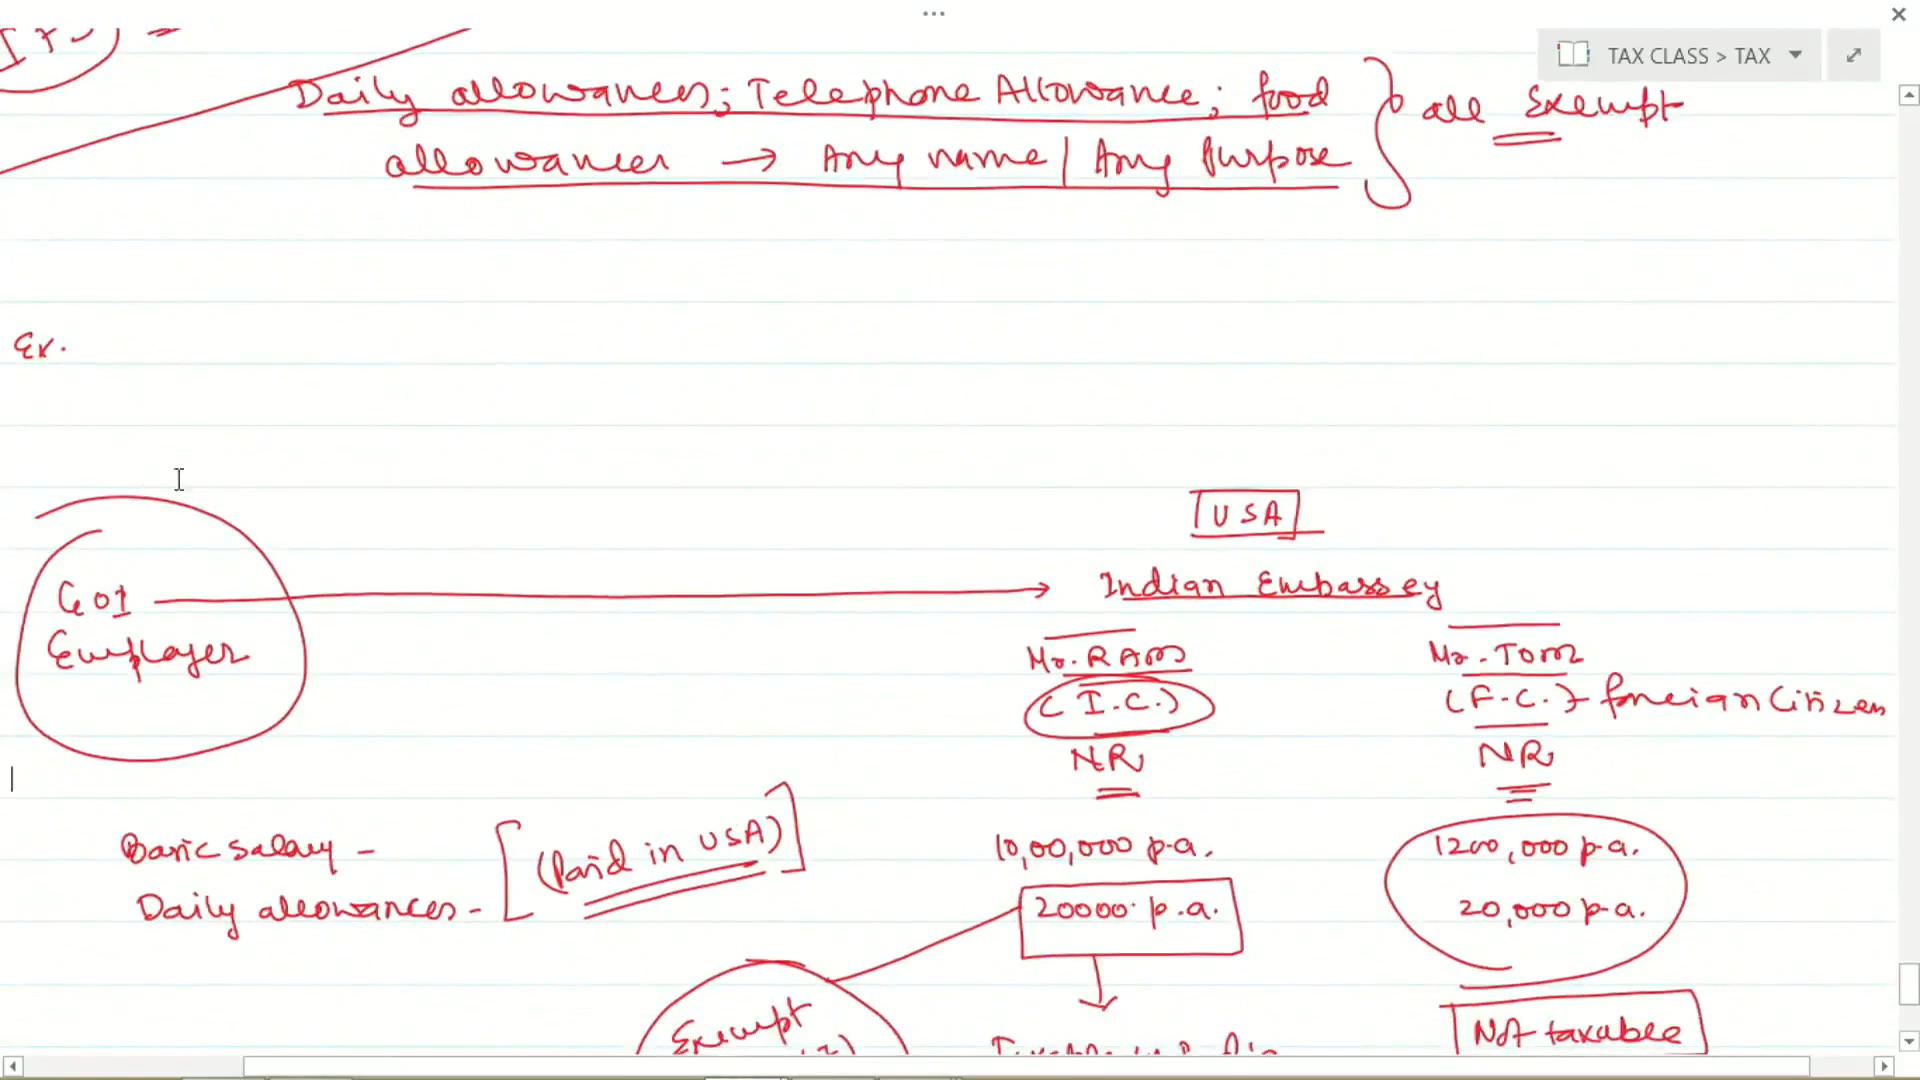 TAX CLASS > TAX
Daily allowances; Telephone Allowance; food
allowances → Any name | Any Purpose
all Exempt
Ex.
USA
GOI
Employer
Indian Embassey
Mr. RAM
(I.C.)
NR
Mr. TOM
(F.C.) foreign Citizen
NR
Basic salary -
Daily allowances -
(Paid in USA)
10,00,000 p.a.
20000 p.a.
1200,000 p.a.
20,000 p.a.
Exempt
Not taxable